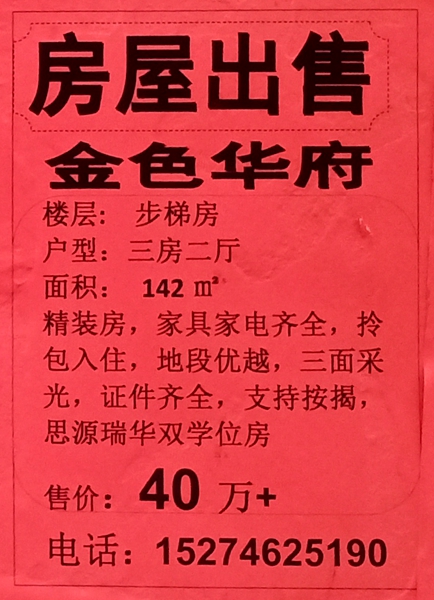 房屋出售
金色华府
楼层： 步梯房
户型：三房二厅
面积： 142 ㎡
精装房，家具家电齐全，拎
包入住，地段优越，三面采
光，证件齐全，支持按揭，
思源瑞华双学位房
售价：40 万+
电话：15274625190